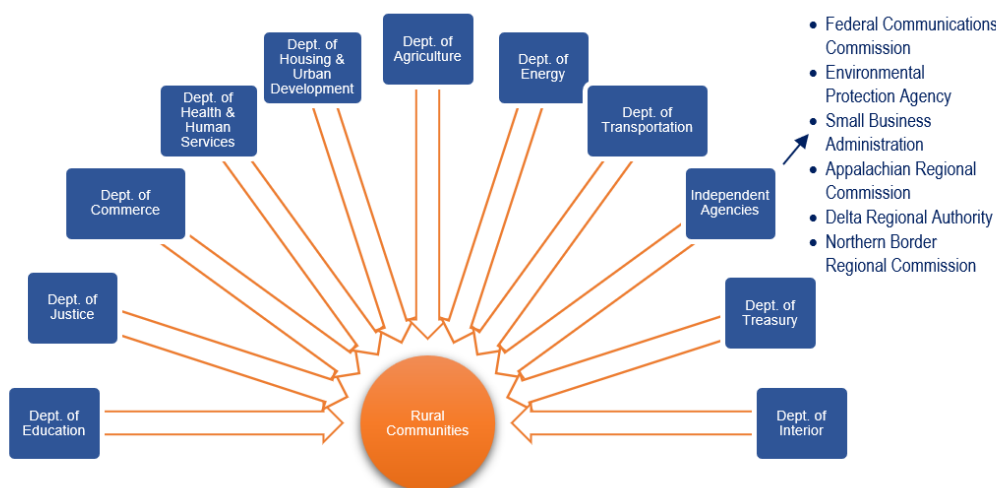 Dept. of
Education
Dept. of
Justice
Dept. of
Commerce
Dept. of
Health &
Human
Services
Dept. of
Housing &
Urban
Development
Dept. of
Agriculture
Dept. of
Energy
Dept. of
Transportation
Independent
Agencies
Dept. of
Treasury
Dept. of
Interior
Rural
Communities
• Federal Communications
Commission
• Environmental
Protection Agency
• Small Business
Administration
• Appalachian Regional
Commission
• Delta Regional Authority
• Northern Border
Regional Commission